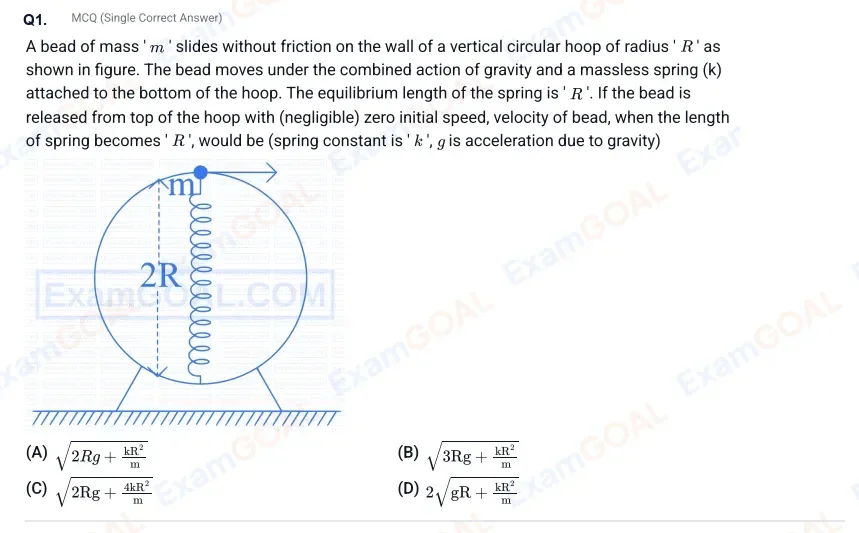 Q1. MCQ (Single Correct Answer)
A bead of mass ' m ' slides without friction on the wall of a vertical circular hoop of radius ' R ' as
shown in figure. The bead moves under the combined action of gravity and a massless spring (k)
attached to the bottom of the hoop. The equilibrium length of the spring is ' R '. If the bead is
released from top of the hoop with (negligible) zero initial speed, velocity of bead, when the length
of spring becomes ' R ', would be (spring constant is ' k ', g is acceleration due to gravity)
m
2R
ExamGOAL.COM
(A) √(2Rg + kR²/m) (B) √(3Rg + kR²/m)
(C) √(2Rg + 4kR²/m) (D) 2√(gR + kR²/m)
ExamGOAL
ExamGOAL
ExamGOAL
ExamGOAL